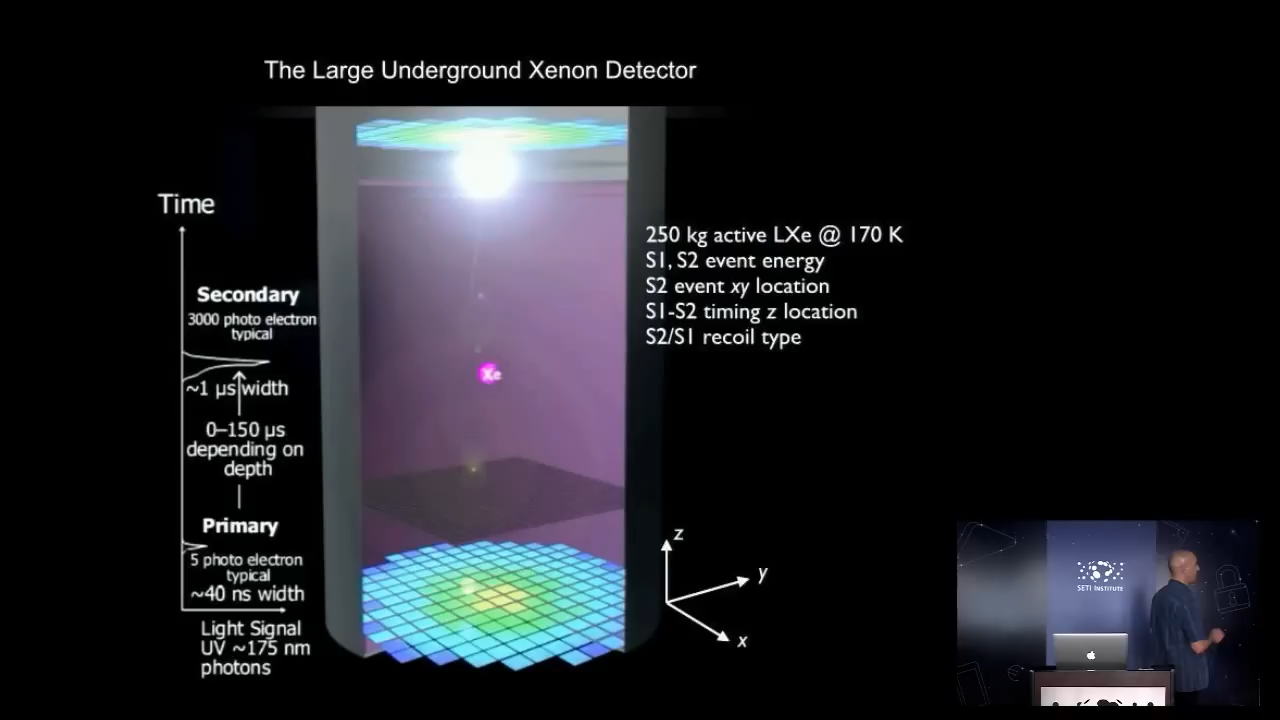 The Large Underground Xenon Detector
Time
Secondary
3000 photo electron
typical
~1 µs width
0–150 µs
depending on
depth
Primary
5 photo electron
typical
~40 ns width
Light Signal
UV ~175 nm
photons
Xe
250 kg active LXe @ 170 K
S1, S2 event energy
S2 event xy location
S1-S2 timing z location
S2/S1 recoil type
z
y
x
SETI INSTITUTE